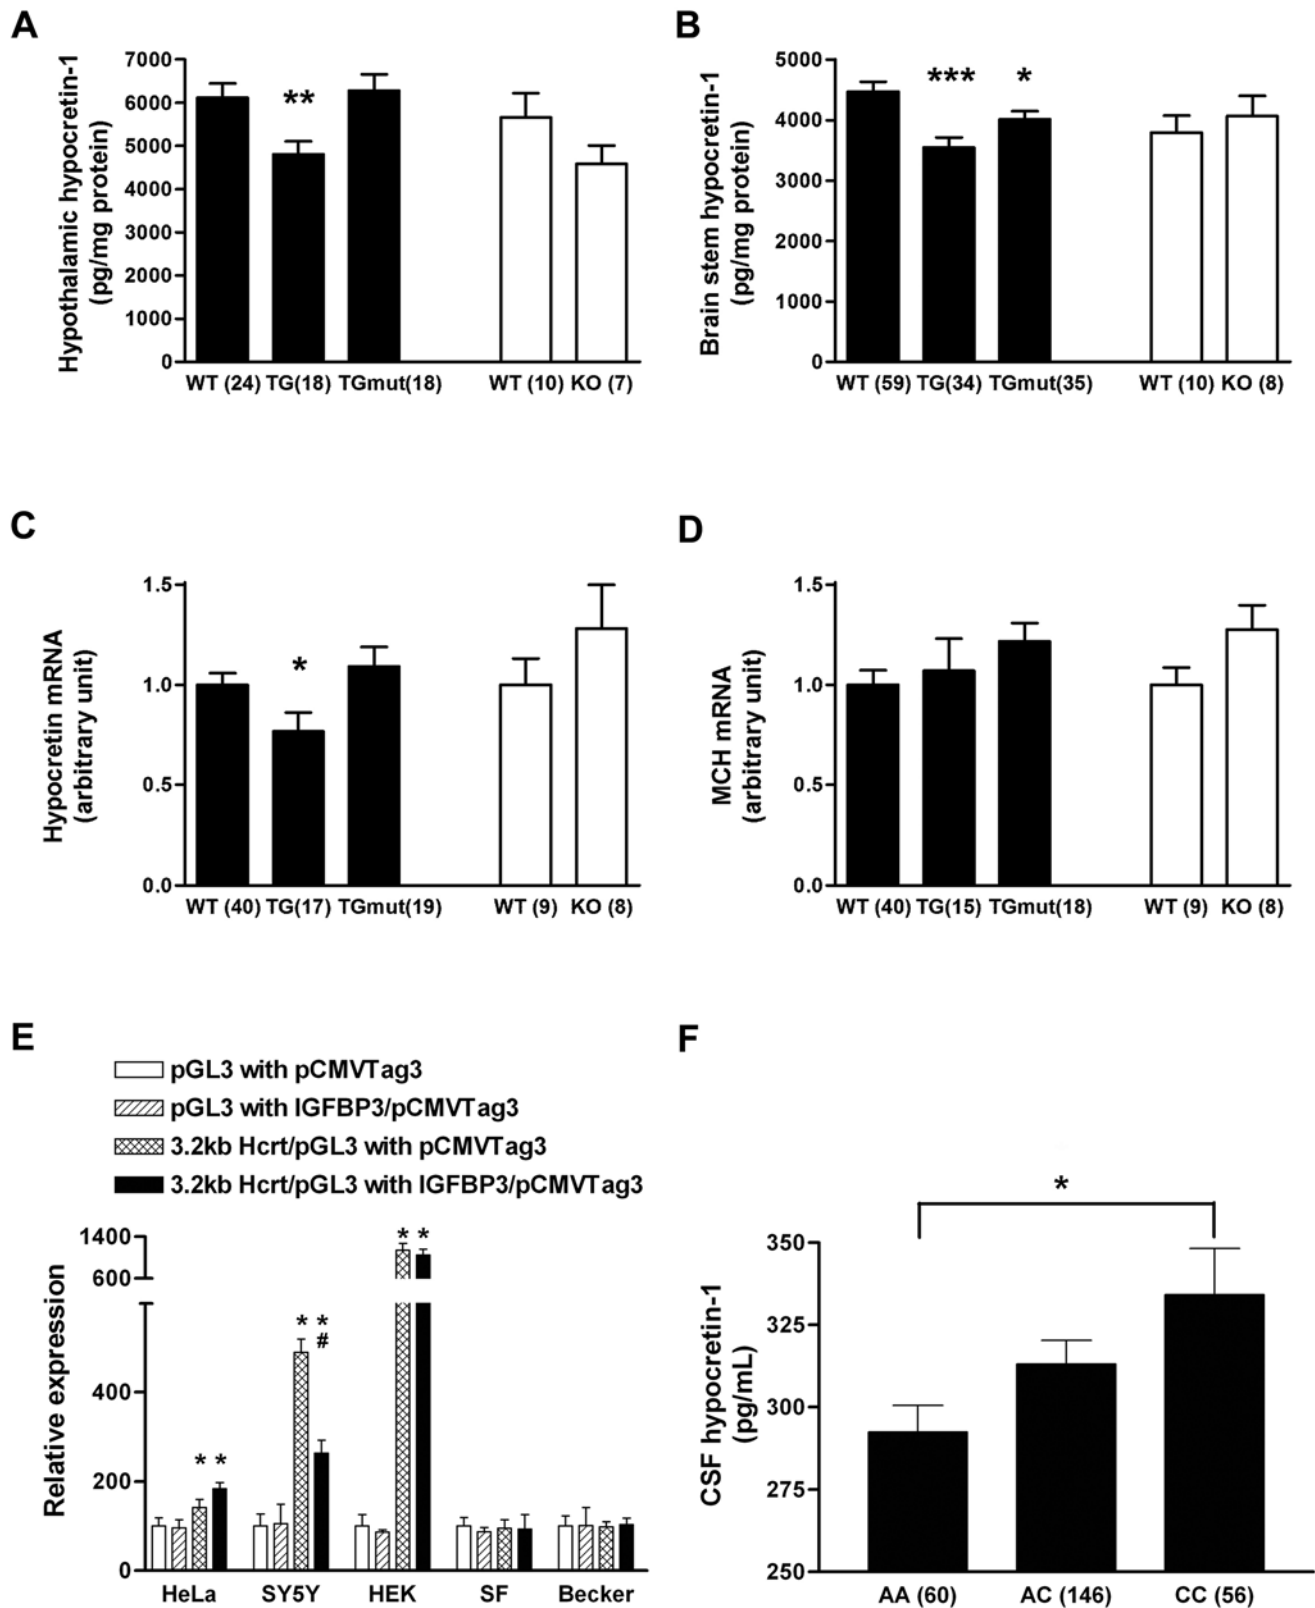 A
Hypothalamic hypocretin-1
(pg/mg protein)
7000
6000
5000
4000
3000
2000
1000
0
**
WT (24) TG(18) TGmut(18) WT (10) KO (7)
B
Brain stem hypocretin-1
(pg/mg protein)
5000
4000
3000
2000
1000
0
*** *
WT (59) TG(34) TGmut(35) WT (10) KO (8)
C
Hypocretin mRNA
(arbitrary unit)
1.5
1.0
0.5
0.0
*
WT (40) TG(17) TGmut(19) WT (9) KO (8)
D
MCH mRNA
(arbitrary unit)
1.5
1.0
0.5
0.0
WT (40) TG(15) TGmut(18) WT (9) KO (8)
E
pGL3 with pCMVTag3
pGL3 with IGFBP3/pCMVTag3
3.2kb Hcrt/pGL3 with pCMVTag3
3.2kb Hcrt/pGL3 with IGFBP3/pCMVTag3
Relative expression
1400
600
400
200
0
* *
* *
#
* *
HeLa SY5Y HEK SF Becker
F
CSF hypocretin-1
(pg/mL)
350
325
300
275
250
*
AA (60) AC (146) CC (56)